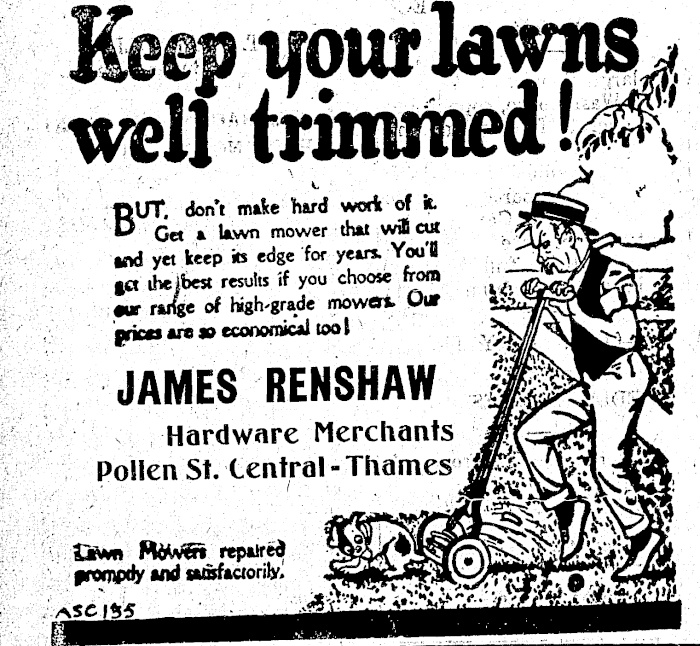 Keep your lawns
well trimmed!
BUT, don't make hard work of it.
Get a lawn mower that will cut
and yet keep its edge for years. You'll
get the best results if you choose from
our range of high-grade mowers. Our
prices are so economical too!
JAMES RENSHAW
Hardware Merchants
Pollen St. Central - Thames
Lawn Mowers repaired
promptly and satisfactorily.
ASC 135